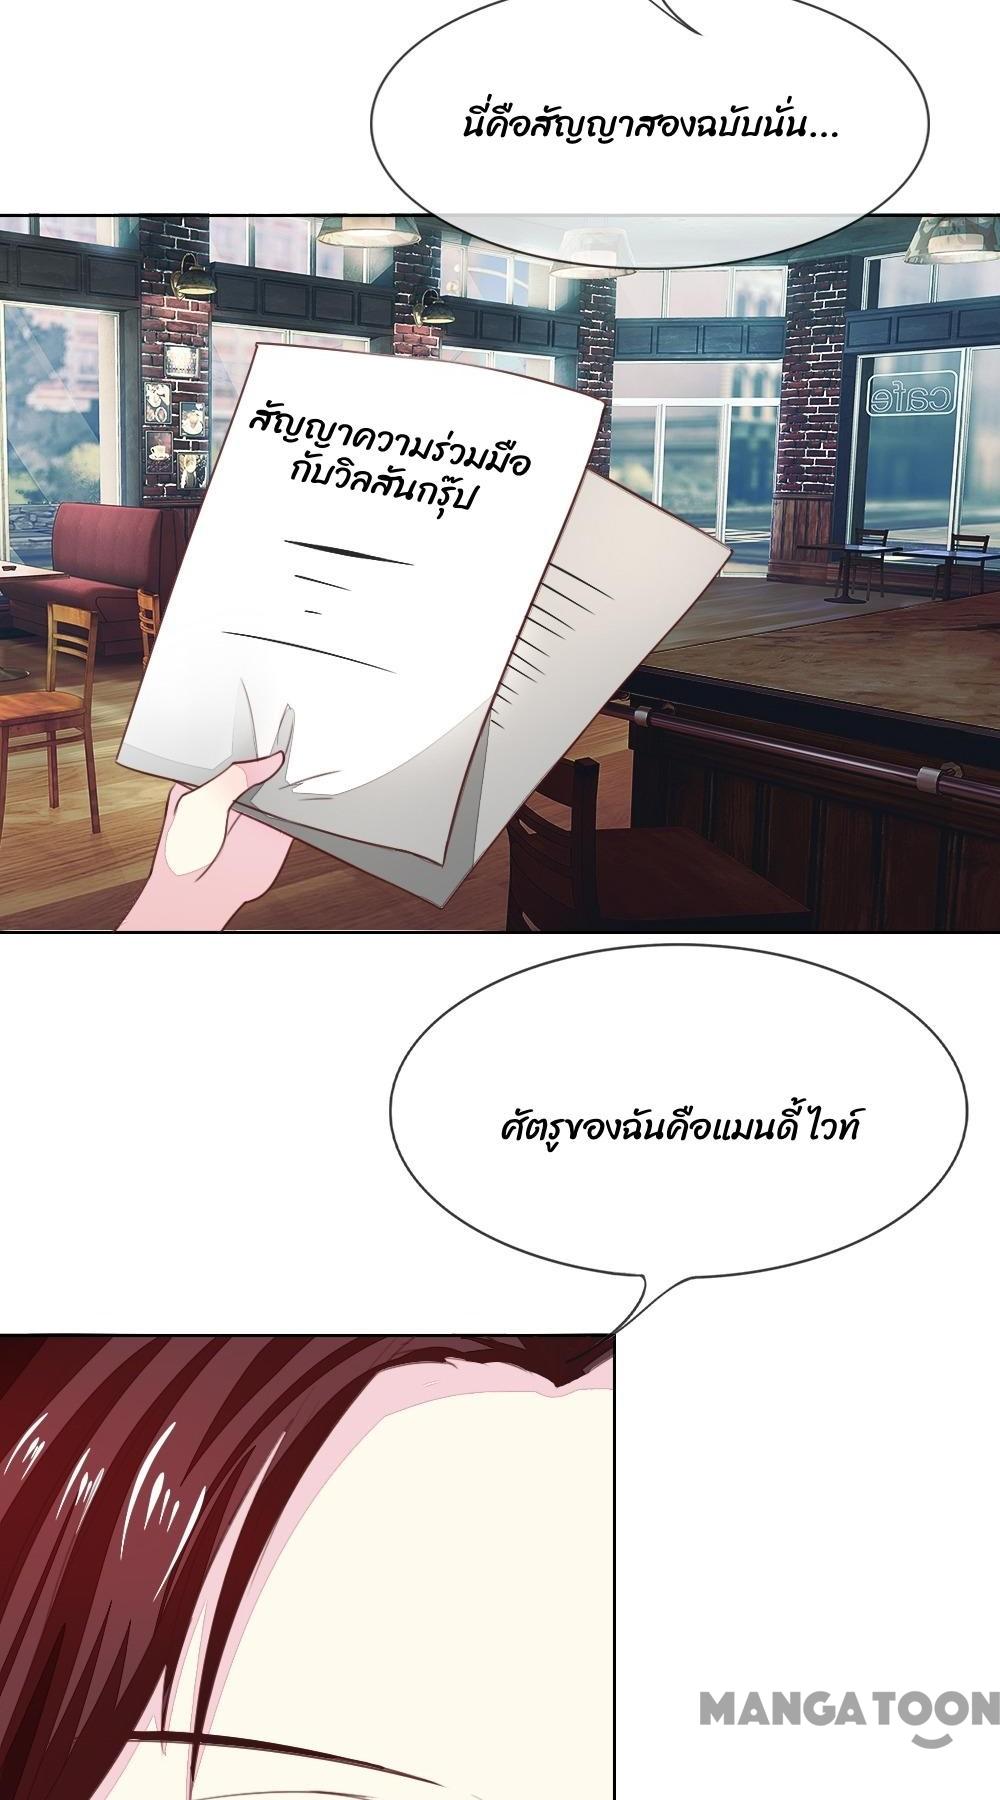 นี่คือสัญญาสองฉบับนั่น...
cafe
สัญญาความร่วมมือ
กับวิลสันกรุ๊ป
ศัตรูของฉันคือแมนดี้ ไวท์
MANGATOON